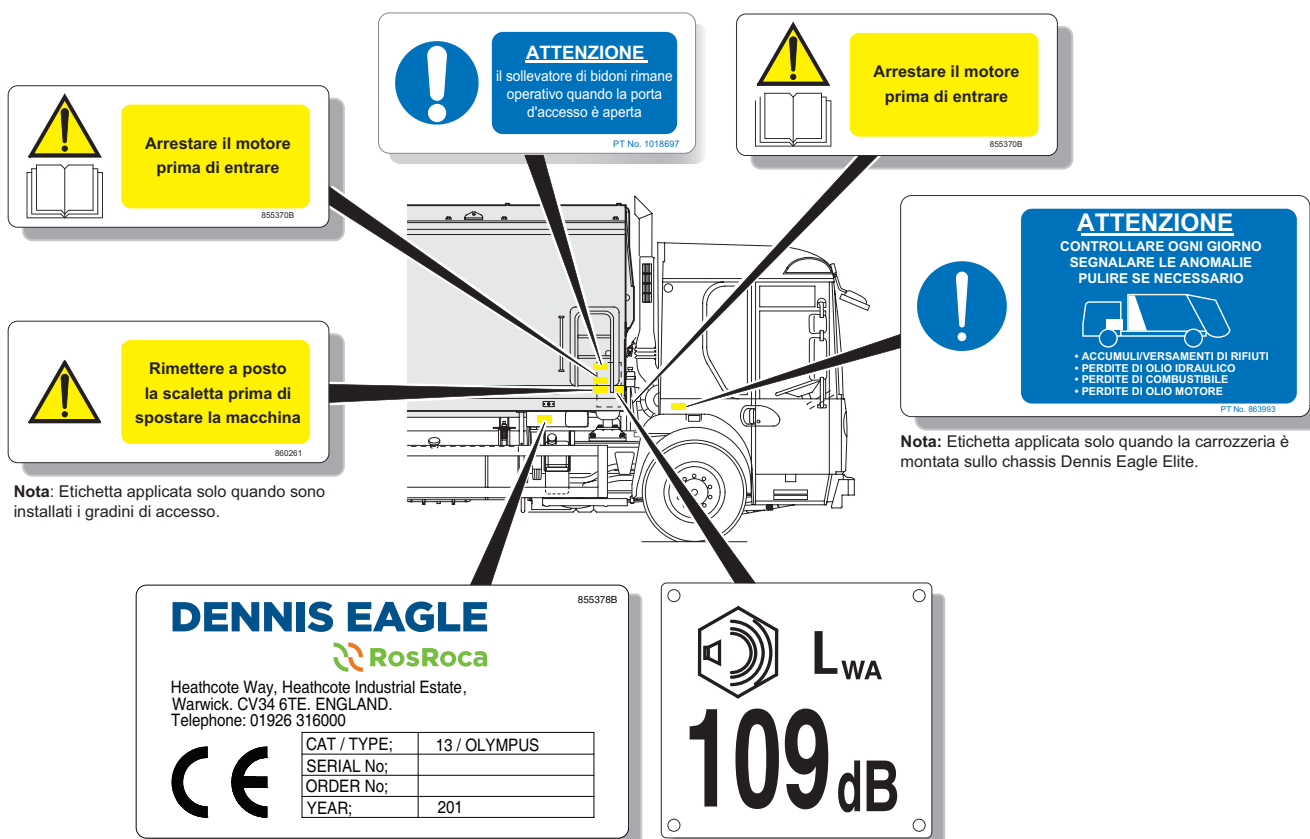 ATTENZIONE
il sollevatore di bidoni rimane
operativo quando la porta
d'accesso è aperta
PT No. 1018697
Arrestare il motore
prima di entrare
855370B
Arrestare il motore
prima di entrare
855370B
ATTENZIONE
CONTROLLARE OGNI GIORNO
SEGNALARE LE ANOMALIE
PULIRE SE NECESSARIO
• ACCUMULI/VERSAMENTI DI RIFIUTI
• PERDITE DI OLIO IDRAULICO
• PERDITE DI COMBUSTIBILE
• PERDITE DI OLIO MOTORE
PT No. 863993
Nota: Etichetta applicata solo quando la carrozzeria è
montata sullo chassis Dennis Eagle Elite.
Rimettere a posto
la scaletta prima di
spostare la macchina
860261
Nota: Etichetta applicata solo quando sono
installati i gradini di accesso.
855378B
DENNIS EAGLE
RosRoca
Heathcote Way, Heathcote Industrial Estate,
Warwick. CV34 6TE. ENGLAND.
Telephone: 01926 316000
CE
CAT / TYPE; 13 / OLYMPUS
SERIAL No;
ORDER No;
YEAR; 201
LWA
109 dB